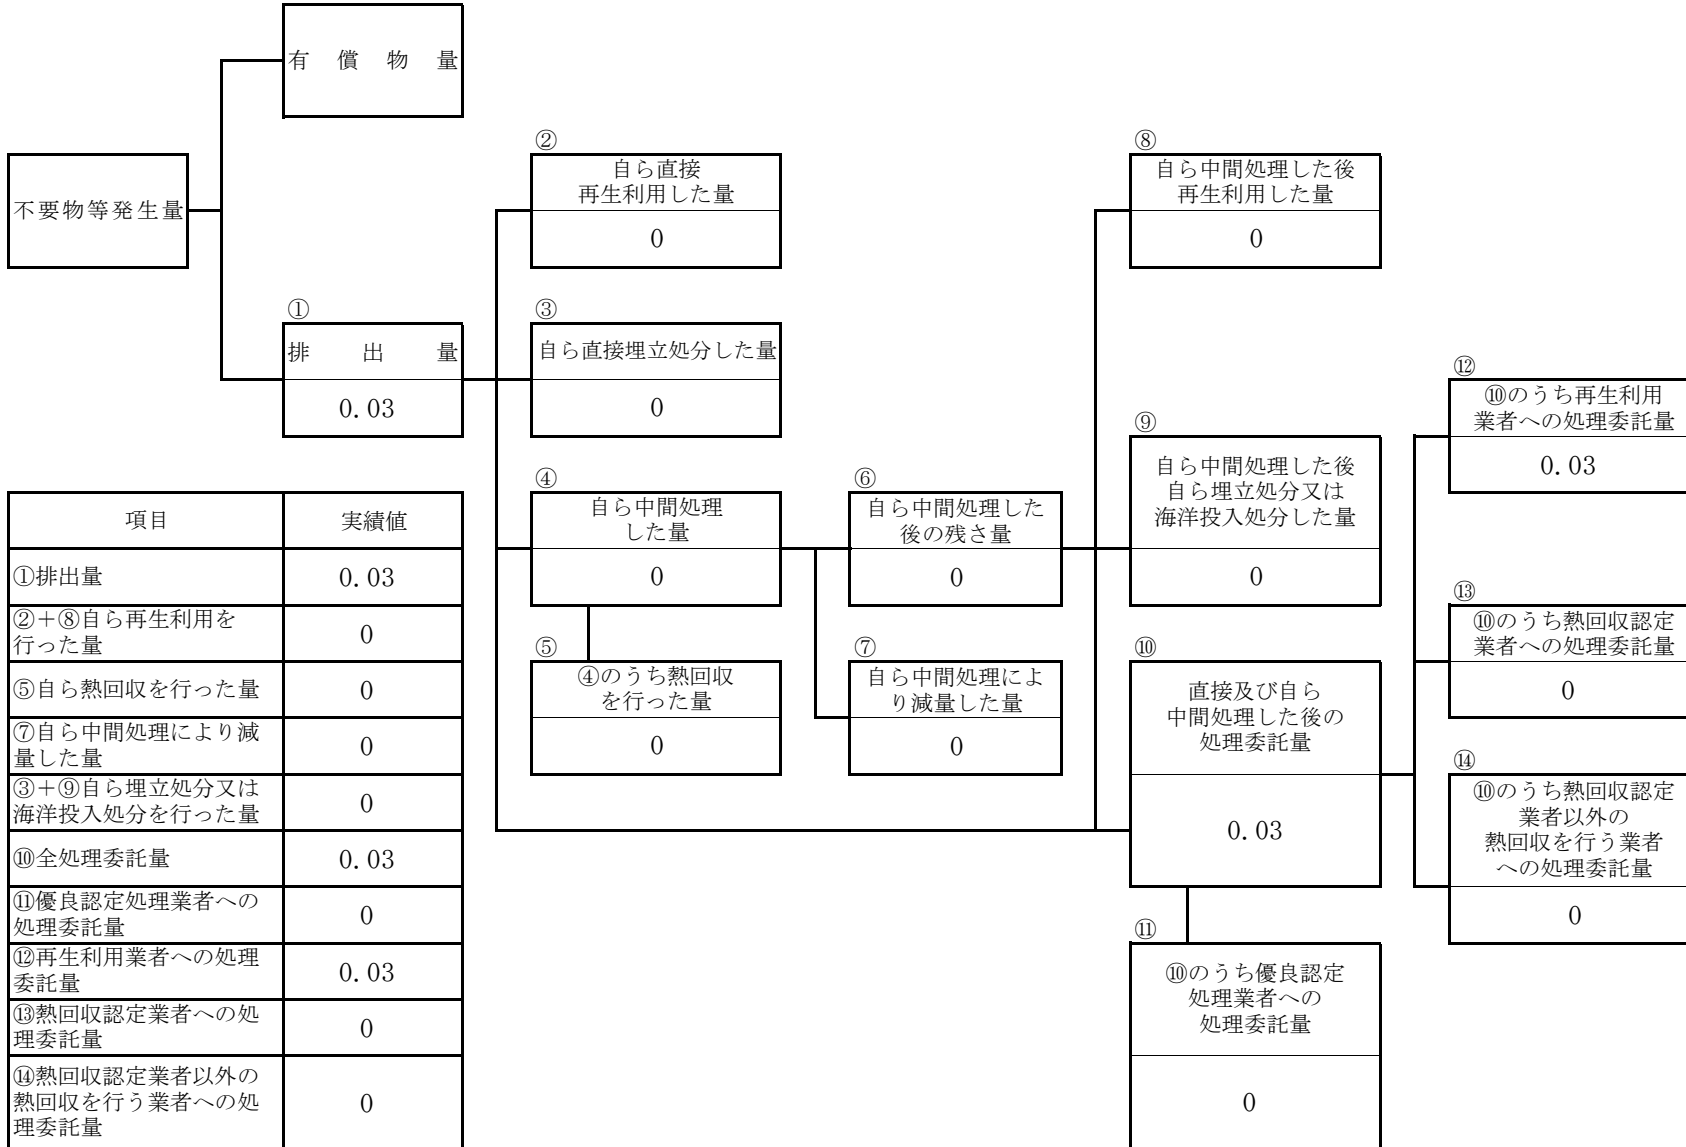 有償物量
②
自ら直接
再生利用した量
0
⑧
自ら中間処理した後
再生利用した量
0
不要物等発生量
①
排出量
0.03
③
自ら直接埋立処分した量
0
④
自ら中間処理
した量
0
⑥
自ら中間処理した
後の残さ量
0
⑨
自ら中間処理した後
自ら埋立処分又は
海洋投入処分した量
0
⑫
⑩のうち再生利用
業者への処理委託量
0.03
⑤
④のうち熱回収
を行った量
0
⑦
自ら中間処理によ
り減量した量
0
⑩
直接及び自ら
中間処理した後の
処理委託量
0.03
⑬
⑩のうち熱回収認定
業者への処理委託量
0
⑭
⑩のうち熱回収認定
業者以外の
熱回収を行う業者
への処理委託量
0
⑪
⑩のうち優良認定
処理業者への
処理委託量
0
項目 実績値
①排出量 0.03
②＋⑧自ら再生利用を
行った量 0
⑤自ら熱回収を行った量 0
⑦自ら中間処理により減
量した量 0
③＋⑨自ら埋立処分又は
海洋投入処分を行った量 0
⑩全処理委託量 0.03
⑪優良認定処理業者への
処理委託量 0
⑫再生利用業者への処理
委託量 0.03
⑬熱回収認定業者への処
理委託量 0
⑭熱回収認定業者以外の
熱回収を行う業者への処
理委託量 0